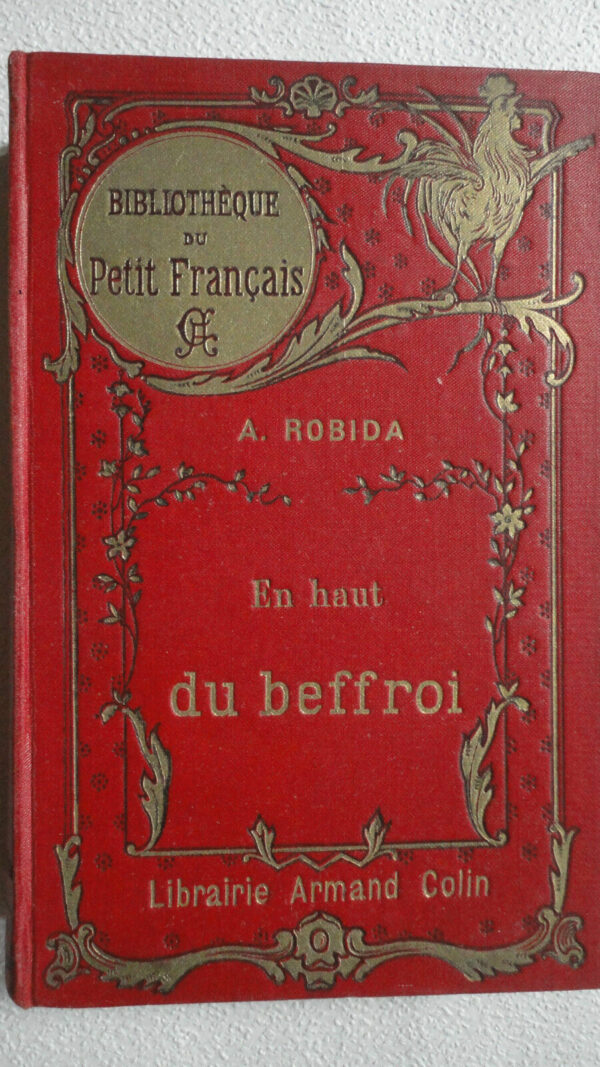 BIBLIOTHÈQUE
DU
Petit Français
A. ROBIDA
En haut
du beffroi
Librairie Armand Colin